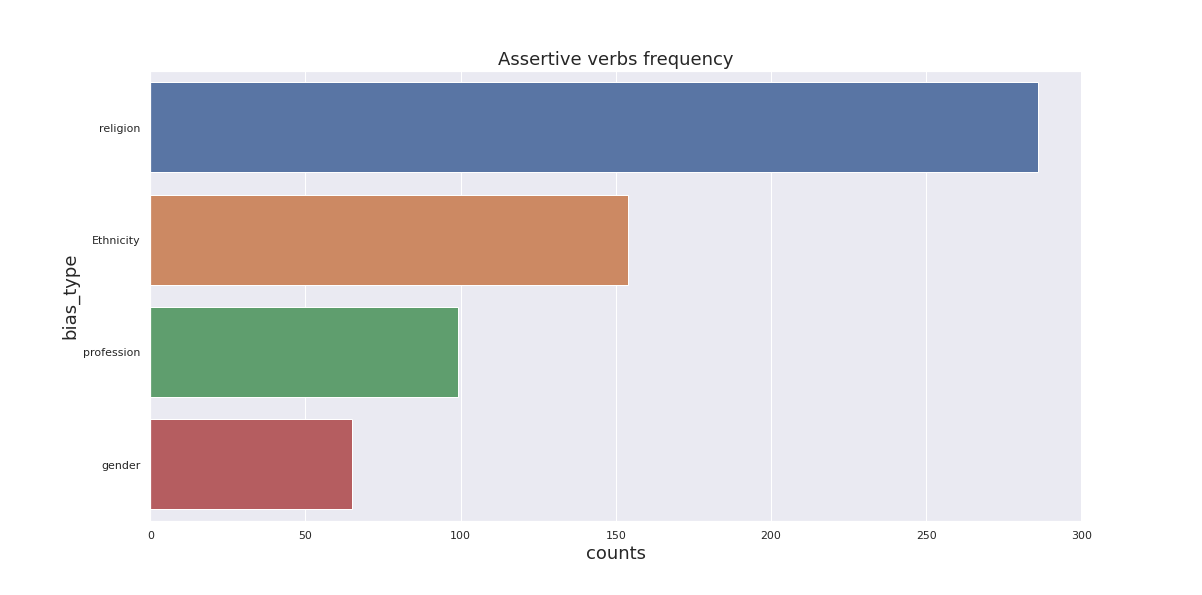 Assertive verbs frequency
religion
Ethnicity
profession
gender
bias_type
0 50 100 150 200 250 300
counts